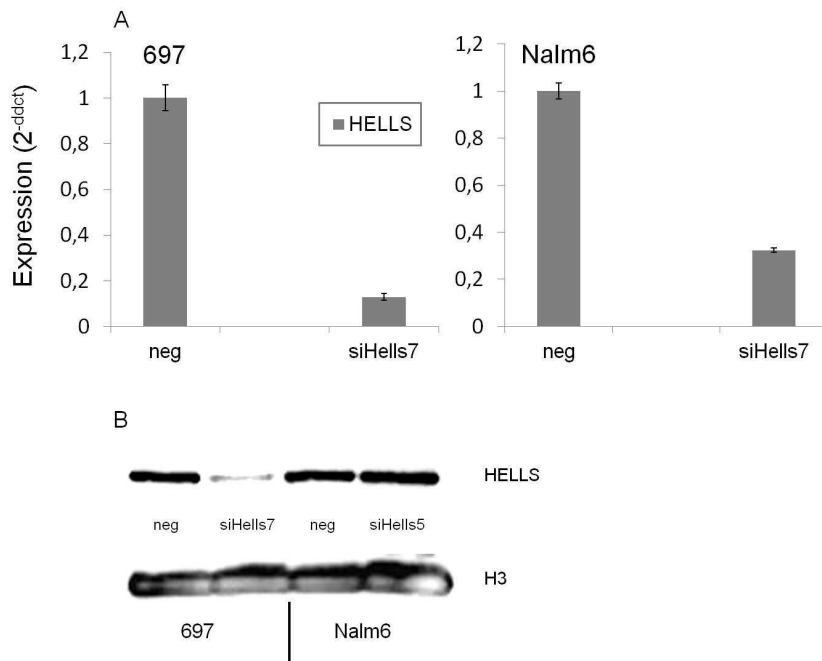 A
697
Nalm6
HELLS
Expression (2^-ddct)
1,2
1
0,8
0,6
0,4
0,2
0
neg
siHells7
1,2
1
0,8
0,6
0,4
0,2
0
neg
siHells7
B
HELLS
neg
siHells7
neg
siHells5
H3
697
Nalm6